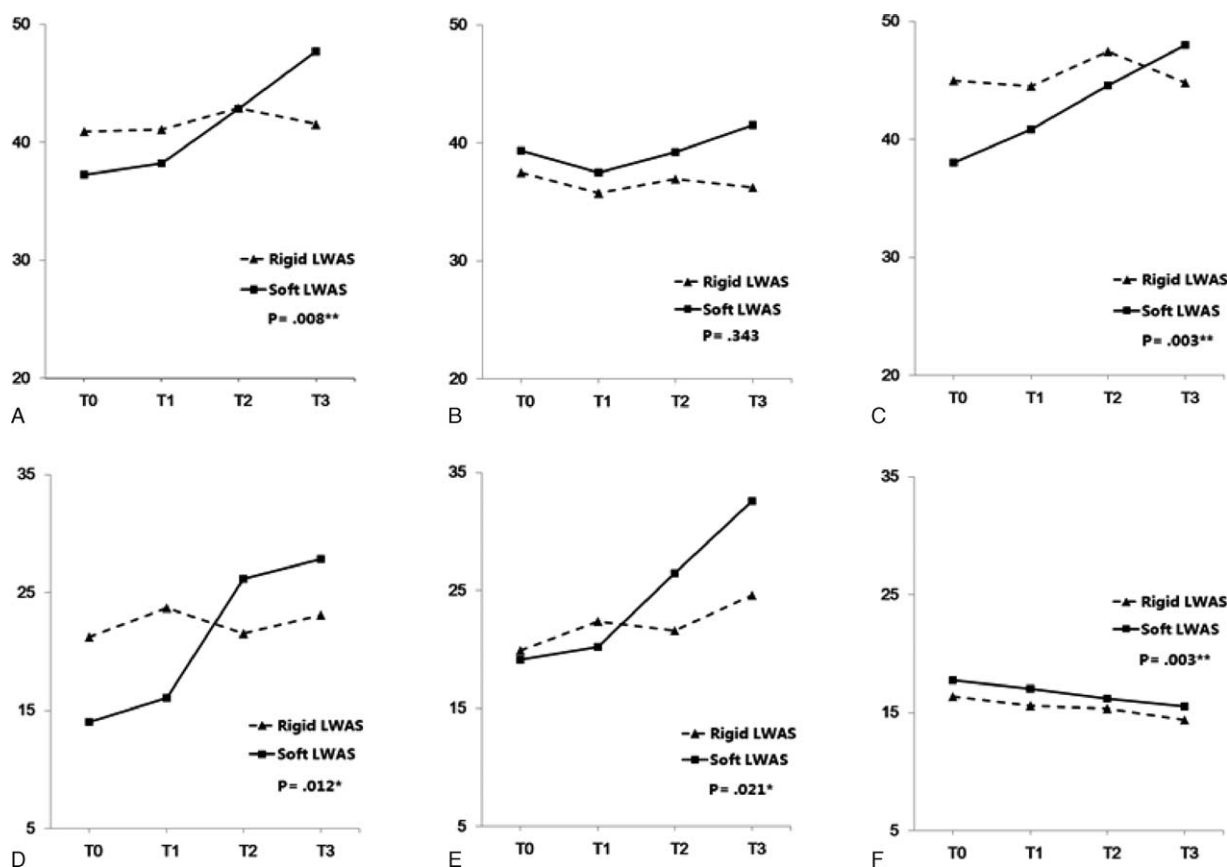 50
40
30
20
Rigid LWAS
Soft LWAS
P= .008**
T0 T1 T2 T3
A
50
40
30
20
Rigid LWAS
Soft LWAS
P= .343
T0 T1 T2 T3
B
50
40
30
20
Rigid LWAS
Soft LWAS
P= .003**
T0 T1 T2 T3
C
35
25
15
5
Rigid LWAS
Soft LWAS
P= .012*
T0 T1 T2 T3
D
35
25
15
5
Rigid LWAS
Soft LWAS
P= .021*
T0 T1 T2 T3
E
35
25
15
5
Rigid LWAS
Soft LWAS
P= .003**
T0 T1 T2 T3
F